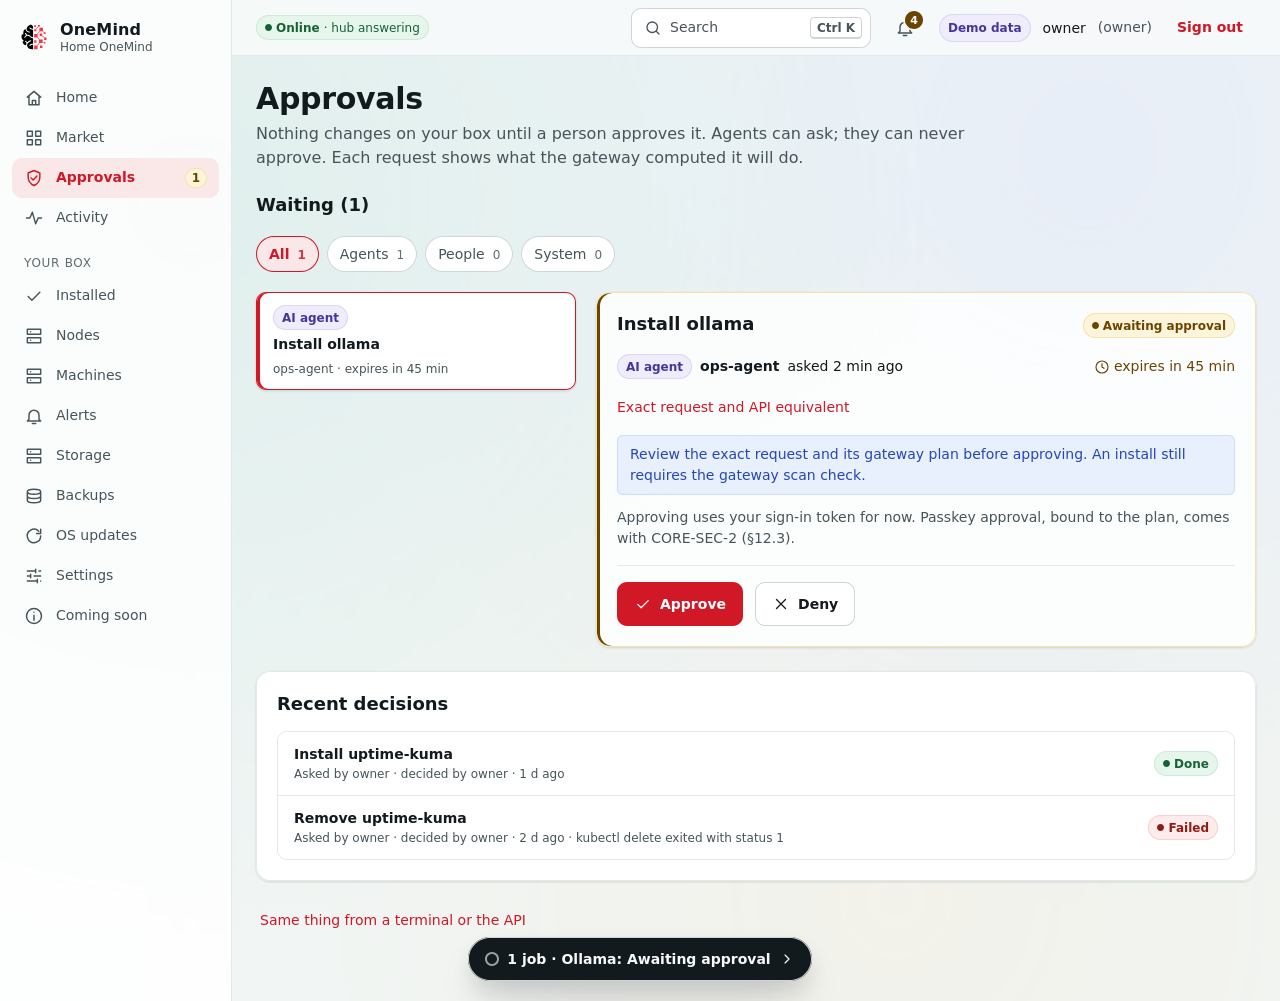 OneMind
Home OneMind
Online · hub answering
Search
Ctrl K
4
Demo data
owner
(owner)
Sign out
Home
Market
Approvals
1
Activity
YOUR BOX
Installed
Nodes
Machines
Alerts
Storage
Backups
OS updates
Settings
Coming soon
Approvals
Nothing changes on your box until a person approves it. Agents can ask; they can never
approve. Each request shows what the gateway computed it will do.
Waiting (1)
All 1
Agents 1
People 0
System 0
AI agent
Install ollama
ops-agent · expires in 45 min
Install ollama
Awaiting approval
AI agent ops-agent asked 2 min ago
expires in 45 min
Exact request and API equivalent
Review the exact request and its gateway plan before approving. An install still
requires the gateway scan check.
Approving uses your sign-in token for now. Passkey approval, bound to the plan, comes
with CORE-SEC-2 (§12.3).
Approve
Deny
Recent decisions
Install uptime-kuma
Asked by owner · decided by owner · 1 d ago
Done
Remove uptime-kuma
Asked by owner · decided by owner · 2 d ago · kubectl delete exited with status 1
Failed
Same thing from a terminal or the API
1 job · Ollama: Awaiting approval